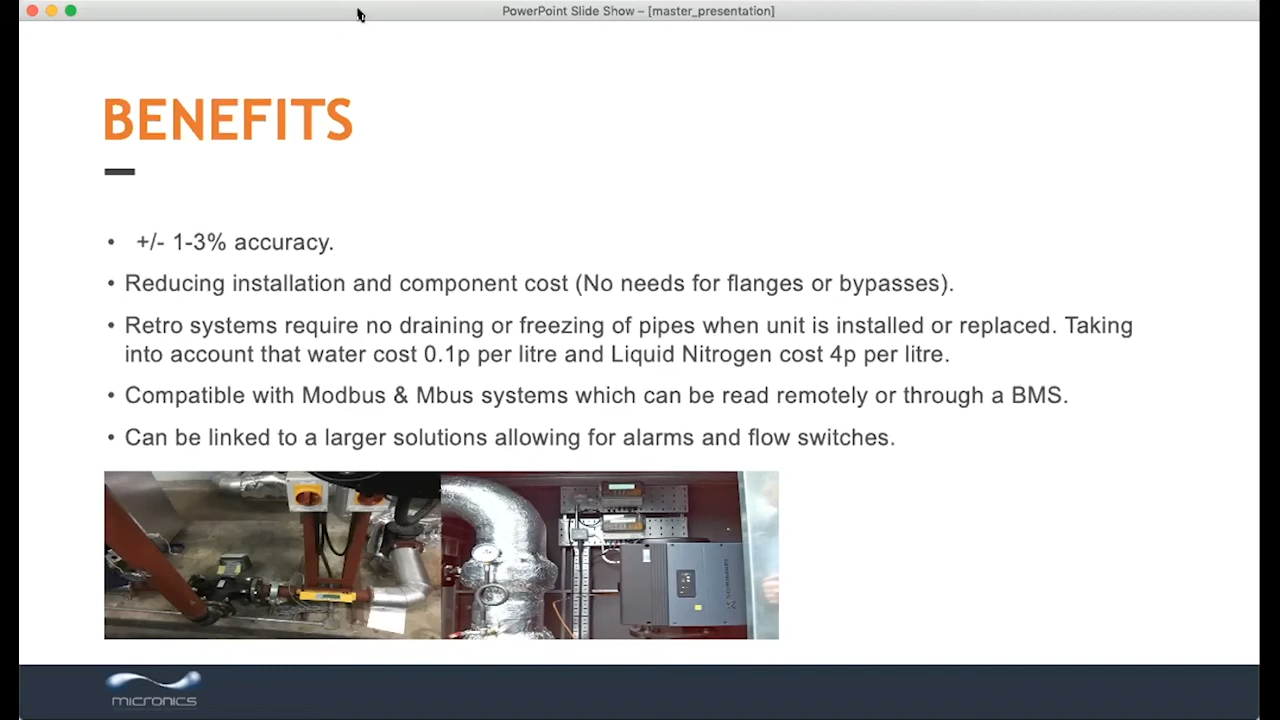 PowerPoint Slide Show – [master_presentation]
BENEFITS
• +/- 1-3% accuracy.
• Reducing installation and component cost (No needs for flanges or bypasses).
• Retro systems require no draining or freezing of pipes when unit is installed or replaced. Taking
into account that water cost 0.1p per litre and Liquid Nitrogen cost 4p per litre.
• Compatible with Modbus & Mbus systems which can be read remotely or through a BMS.
• Can be linked to a larger solutions allowing for alarms and flow switches.
micronics